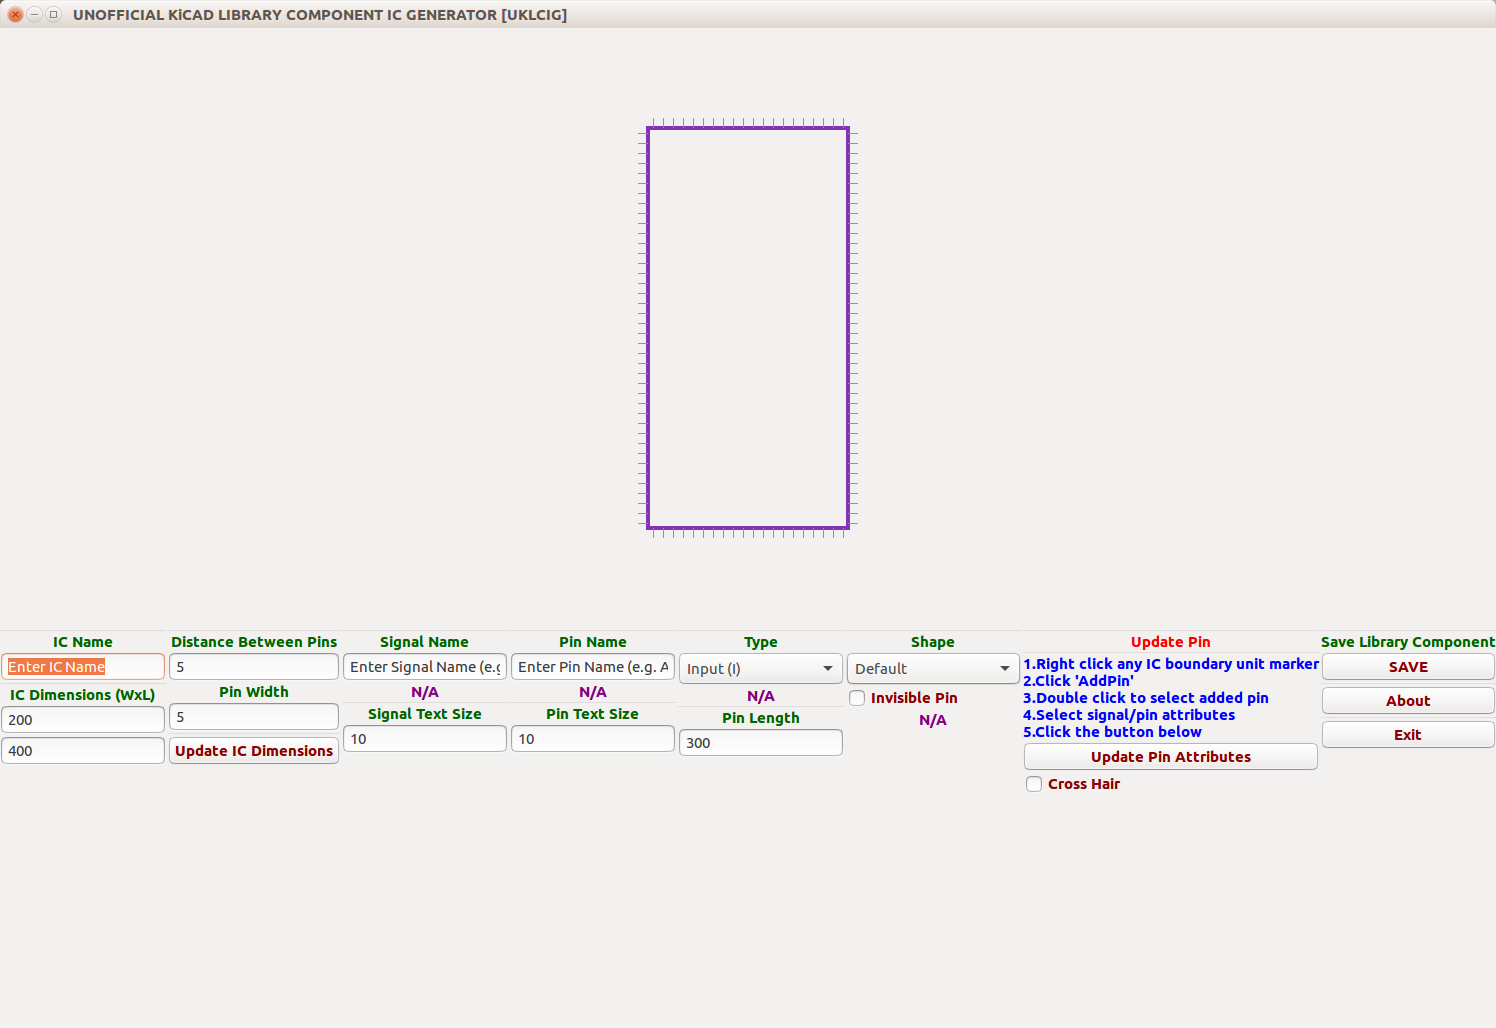 UNOFFICIAL KiCAD LIBRARY COMPONENT IC GENERATOR [UKLCIG]
IC Name
Enter IC Name
IC Dimensions (WxL)
200
400
Distance Between Pins
5
Pin Width
5
Update IC Dimensions
Signal Name
Enter Signal Name (e.g
N/A
Signal Text Size
10
Pin Name
Enter Pin Name (e.g. A
N/A
Pin Text Size
10
Type
Input (I)
N/A
Pin Length
300
Shape
Default
Invisible Pin
N/A
Update Pin
1.Right click any IC boundary unit marker
2.Click 'AddPin'
3.Double click to select added pin
4.Select signal/pin attributes
5.Click the button below
Update Pin Attributes
Cross Hair
Save Library Component
SAVE
About
Exit